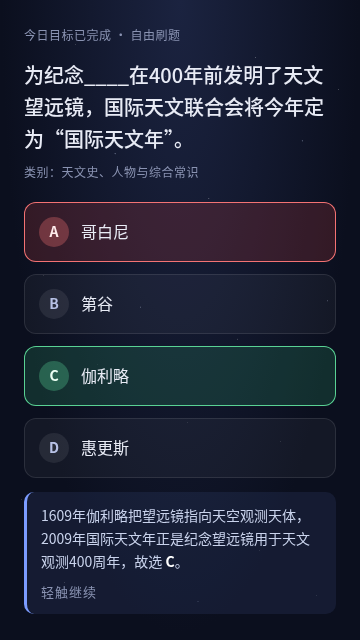 今日目标已完成 · 自由刷题
为纪念____在400年前发明了天文
望远镜，国际天文联合会将今年定
为“国际天文年”。
类别：天文史、人物与综合常识
A 哥白尼
B 第谷
C 伽利略
D 惠更斯
1609年伽利略把望远镜指向天空观测天体，
2009年国际天文年正是纪念望远镜用于天文
观测400周年，故选 C。
轻触继续